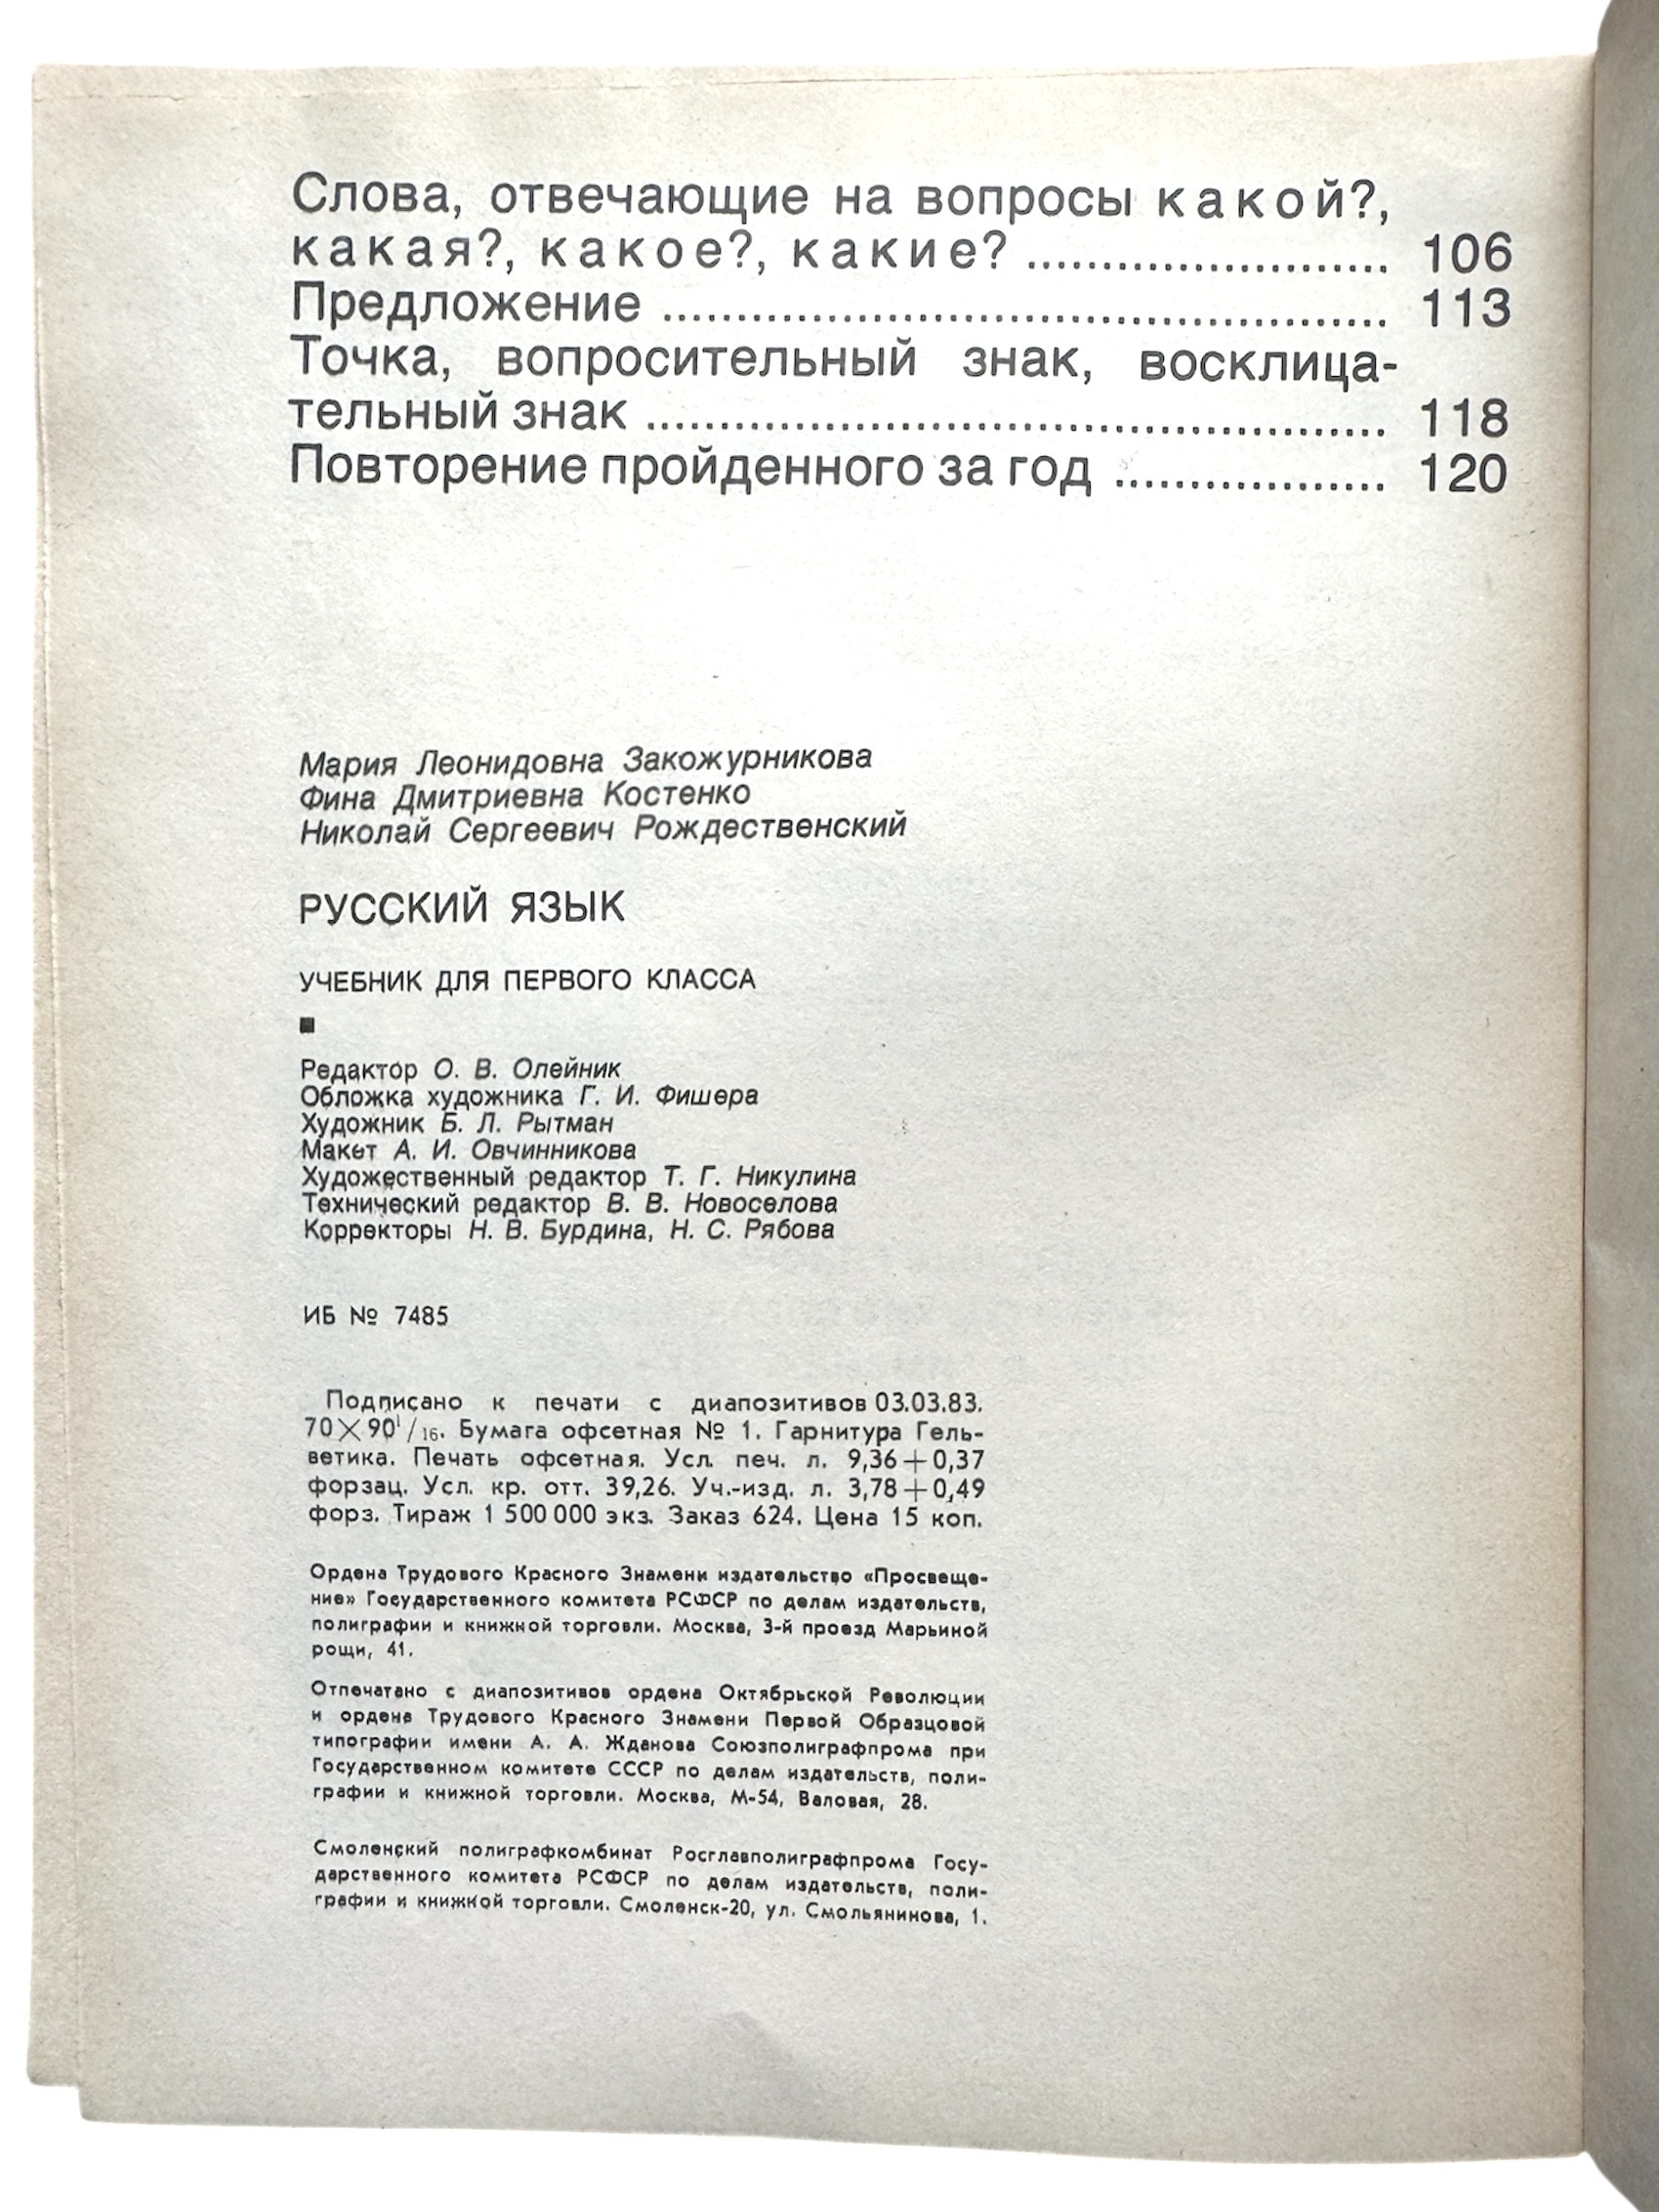 Слова, отвечающие на вопросы какой?,
какая?, какое?, какие? ........................ 106
Предложение ................................................ 113
Точка, вопросительный знак, восклица-
тельный знак ................................................. 118
Повторение пройденного за год .................. 120
Мария Леонидовна Закожурникова
Фина Дмитриевна Костенко
Николай Сергеевич Рождественский
РУССКИЙ ЯЗЫК
УЧЕБНИК ДЛЯ ПЕРВОГО КЛАССА
Редактор О. В. Олейник
Обложка художника Г. И. Фишера
Художник Б. Л. Рытман
Макет А. И. Овчинникова
Художественный редактор Т. Г. Никулина
Технический редактор В. В. Новоселова
Корректоры Н. В. Бурдина, Н. С. Рябова
ИБ № 7485
Подписано к печати с диапозитивов 03.03.83.
70×90¹/₁₆. Бумага офсетная № 1. Гарнитура Гель-
ветика. Печать офсетная. Усл. печ. л. 9,36+0,37
форзац. Усл. кр. отт. 39,26. Уч.-изд. л. 3,78+0,49
форз. Тираж 1 500 000 экз. Заказ 624. Цена 15 коп.
Ордена Трудового Красного Знамени издательство «Просвеще-
ние» Государственного комитета РСФСР по делам издательств,
полиграфии и книжной торговли. Москва, 3-й проезд Марьиной
рощи, 41.
Отпечатано с диапозитивов ордена Октябрьской Революции
и ордена Трудового Красного Знамени Первой Образцовой
типографии имени А. А. Жданова Союзполиграфпрома при
Государственном комитете СССР по делам издательств, поли-
графии и книжной торговли. Москва, М-54, Валовая, 28.
Смоленский полиграфкомбинат Росглавполиграфпрома Госу-
дарственного комитета РСФСР по делам издательств, поли-
графии и книжной торговли. Смоленск-20, ул. Смольянинова, 1.